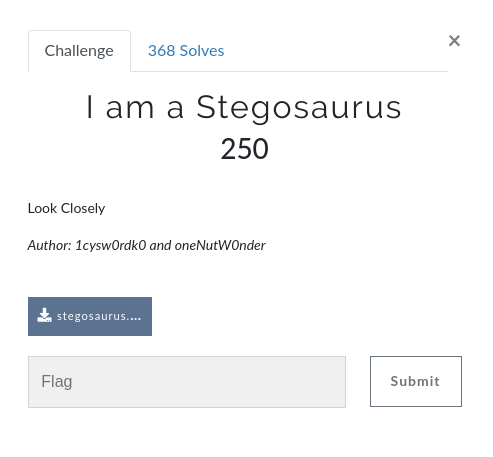 Challenge
368 Solves
×
I am a Stegosaurus
250
Look Closely
Author: 1cysw0rdk0 and oneNutW0nder
stegosaurus....
Flag
Submit